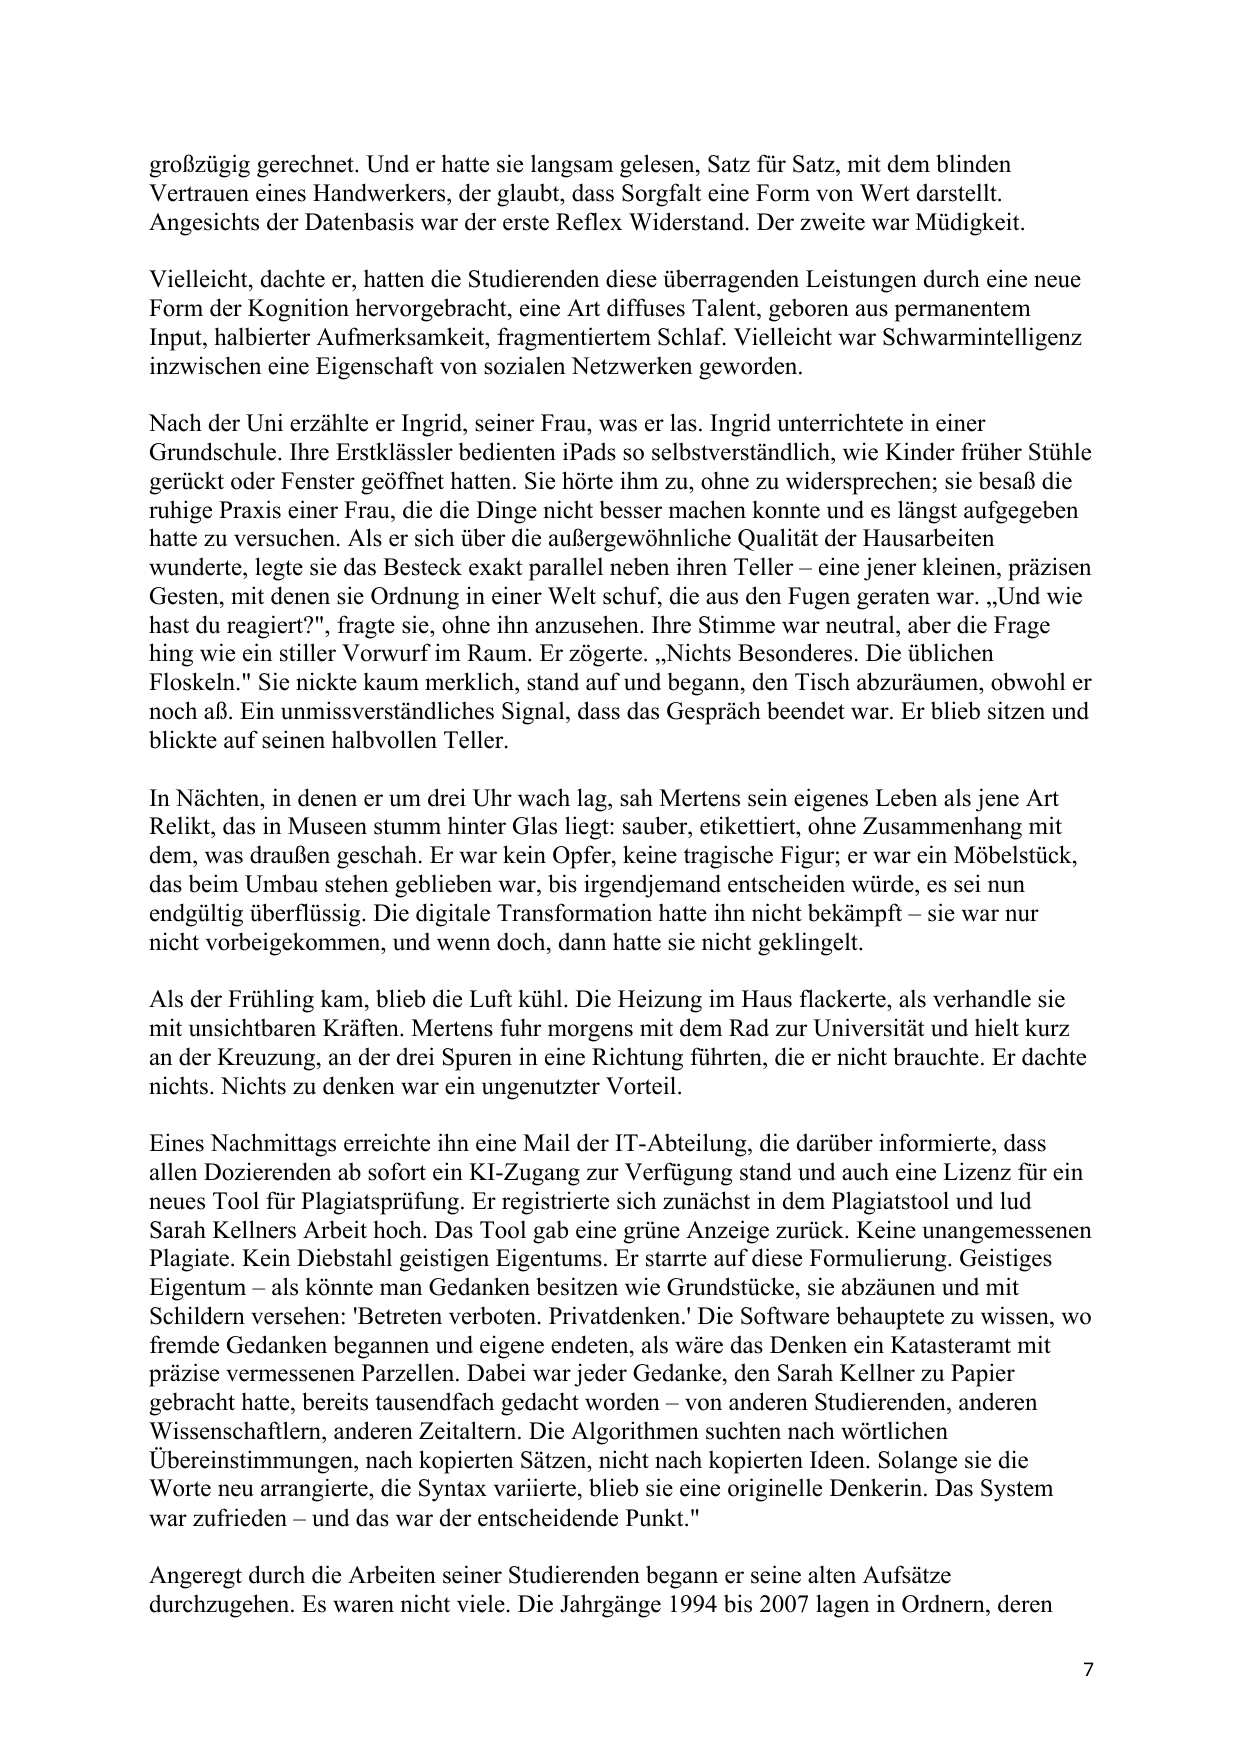 großzügig gerechnet. Und er hatte sie langsam gelesen, Satz für Satz, mit dem blinden
Vertrauen eines Handwerkers, der glaubt, dass Sorgfalt eine Form von Wert darstellt.
Angesichts der Datenbasis war der erste Reflex Widerstand. Der zweite war Müdigkeit.
Vielleicht, dachte er, hatten die Studierenden diese überragenden Leistungen durch eine neue
Form der Kognition hervorgebracht, eine Art diffuses Talent, geboren aus permanentem
Input, halbierter Aufmerksamkeit, fragmentiertem Schlaf. Vielleicht war Schwarmintelligenz
inzwischen eine Eigenschaft von sozialen Netzwerken geworden.
Nach der Uni erzählte er Ingrid, seiner Frau, was er las. Ingrid unterrichtete in einer
Grundschule. Ihre Erstklässler bedienten iPads so selbstverständlich, wie Kinder früher Stühle
gerückt oder Fenster geöffnet hatten. Sie hörte ihm zu, ohne zu widersprechen; sie besaß die
ruhige Praxis einer Frau, die die Dinge nicht besser machen konnte und es längst aufgegeben
hatte zu versuchen. Als er sich über die außergewöhnliche Qualität der Hausarbeiten
wunderte, legte sie das Besteck exakt parallel neben ihren Teller – eine jener kleinen, präzisen
Gesten, mit denen sie Ordnung in einer Welt schuf, die aus den Fugen geraten war. „Und wie
hast du reagiert?", fragte sie, ohne ihn anzusehen. Ihre Stimme war neutral, aber die Frage
hing wie ein stiller Vorwurf im Raum. Er zögerte. „Nichts Besonderes. Die üblichen
Floskeln." Sie nickte kaum merklich, stand auf und begann, den Tisch abzuräumen, obwohl er
noch aß. Ein unmissverständliches Signal, dass das Gespräch beendet war. Er blieb sitzen und
blickte auf seinen halbvollen Teller.
In Nächten, in denen er um drei Uhr wach lag, sah Mertens sein eigenes Leben als jene Art
Relikt, das in Museen stumm hinter Glas liegt: sauber, etikettiert, ohne Zusammenhang mit
dem, was draußen geschah. Er war kein Opfer, keine tragische Figur; er war ein Möbelstück,
das beim Umbau stehen geblieben war, bis irgendjemand entscheiden würde, es sei nun
endgültig überflüssig. Die digitale Transformation hatte ihn nicht bekämpft – sie war nur
nicht vorbeigekommen, und wenn doch, dann hatte sie nicht geklingelt.
Als der Frühling kam, blieb die Luft kühl. Die Heizung im Haus flackerte, als verhandle sie
mit unsichtbaren Kräften. Mertens fuhr morgens mit dem Rad zur Universität und hielt kurz
an der Kreuzung, an der drei Spuren in eine Richtung führten, die er nicht brauchte. Er dachte
nichts. Nichts zu denken war ein ungenutzter Vorteil.
Eines Nachmittags erreichte ihn eine Mail der IT-Abteilung, die darüber informierte, dass
allen Dozierenden ab sofort ein KI-Zugang zur Verfügung stand und auch eine Lizenz für ein
neues Tool für Plagiatsprüfung. Er registrierte sich zunächst in dem Plagiatstool und lud
Sarah Kellners Arbeit hoch. Das Tool gab eine grüne Anzeige zurück. Keine unangemessenen
Plagiate. Kein Diebstahl geistigen Eigentums. Er starrte auf diese Formulierung. Geistiges
Eigentum – als könnte man Gedanken besitzen wie Grundstücke, sie abzäunen und mit
Schildern versehen: 'Betreten verboten. Privatdenken.' Die Software behauptete zu wissen, wo
fremde Gedanken begannen und eigene endeten, als wäre das Denken ein Katasteramt mit
präzise vermessenen Parzellen. Dabei war jeder Gedanke, den Sarah Kellner zu Papier
gebracht hatte, bereits tausendfach gedacht worden – von anderen Studierenden, anderen
Wissenschaftlern, anderen Zeitaltern. Die Algorithmen suchten nach wörtlichen
Übereinstimmungen, nach kopierten Sätzen, nicht nach kopierten Ideen. Solange sie die
Worte neu arrangierte, die Syntax variierte, blieb sie eine originelle Denkerin. Das System
war zufrieden – und das war der entscheidende Punkt."
Angeregt durch die Arbeiten seiner Studierenden begann er seine alten Aufsätze
durchzugehen. Es waren nicht viele. Die Jahrgänge 1994 bis 2007 lagen in Ordnern, deren
7